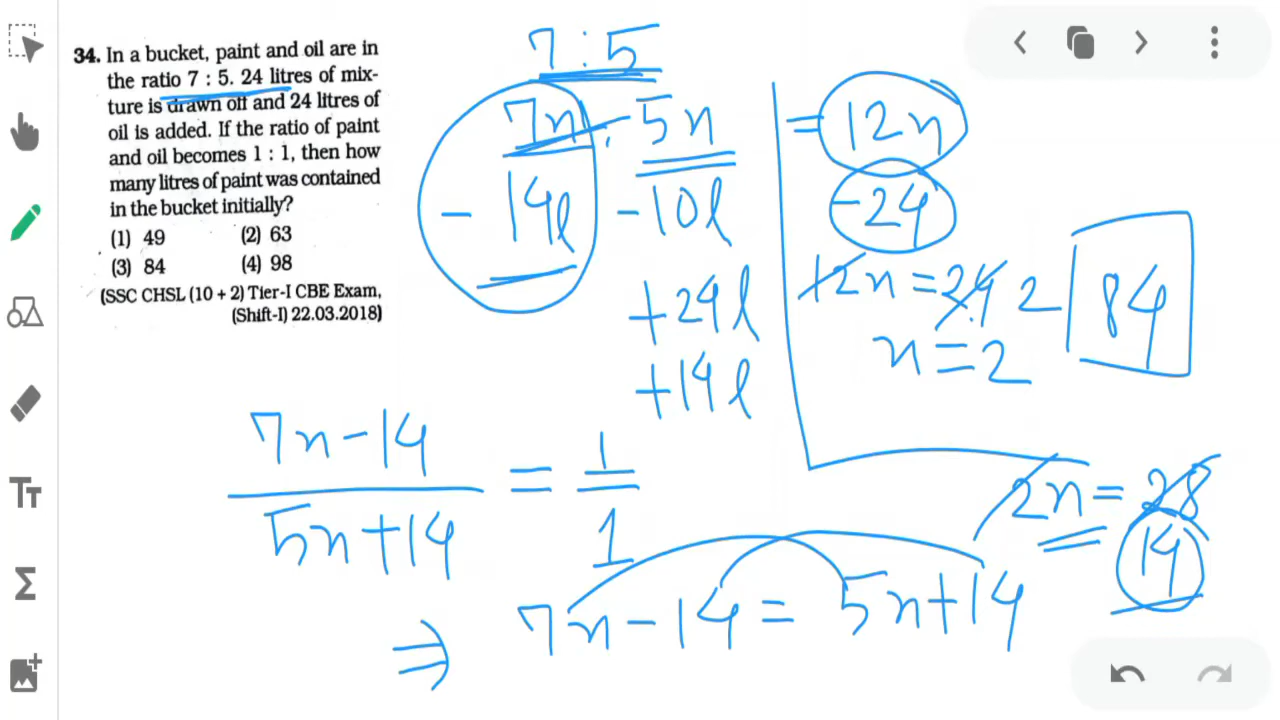 34. In a bucket, paint and oil are in
the ratio 7 : 5. 24 litres of mix-
ture is drawn off and 24 litres of
oil is added. If the ratio of paint
and oil becomes 1 : 1, then how
many litres of paint was contained
in the bucket initially?
(1) 49 (2) 63
(3) 84 (4) 98
(SSC CHSL (10 + 2) Tier-I CBE Exam,
(Shift-I) 22.03.2018)
7 : 5
7n : 5n
- 14l - 10l
+24l
+14l
= 12n
-24
12n = 24 2
n = 2
84
7n - 14
5n + 14
= 1
1
2n = 28
14
⇒ 7n - 14 = 5n + 14
TT
Σ